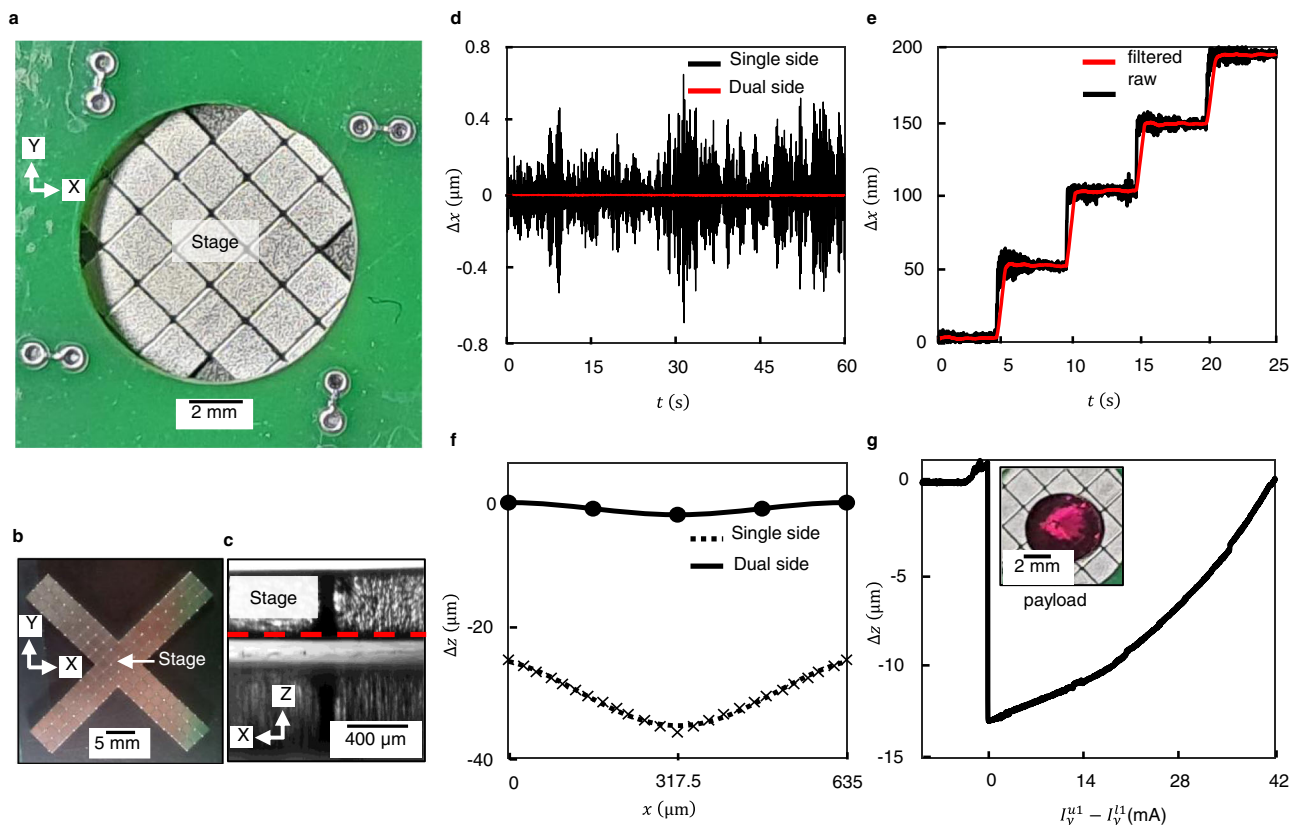 a
Y
X
Stage
2 mm
b
Y
X
Stage
5 mm
c
Stage
Z
X
400 μm
d
0.8
0.4
0
-0.4
-0.8
Δx (μm)
Single side
Dual side
0 15 30 45 60
t (s)
e
200
150
100
50
0
Δx (nm)
filtered
raw
0 5 10 15 20 25
t (s)
f
0
-20
-40
Δz (μm)
Single side
Dual side
0 317.5 635
x (μm)
g
0
-5
-10
-15
Δz (μm)
2 mm
payload
0 14 28 42
I_y^{u1} − I_y^{l1}(mA)